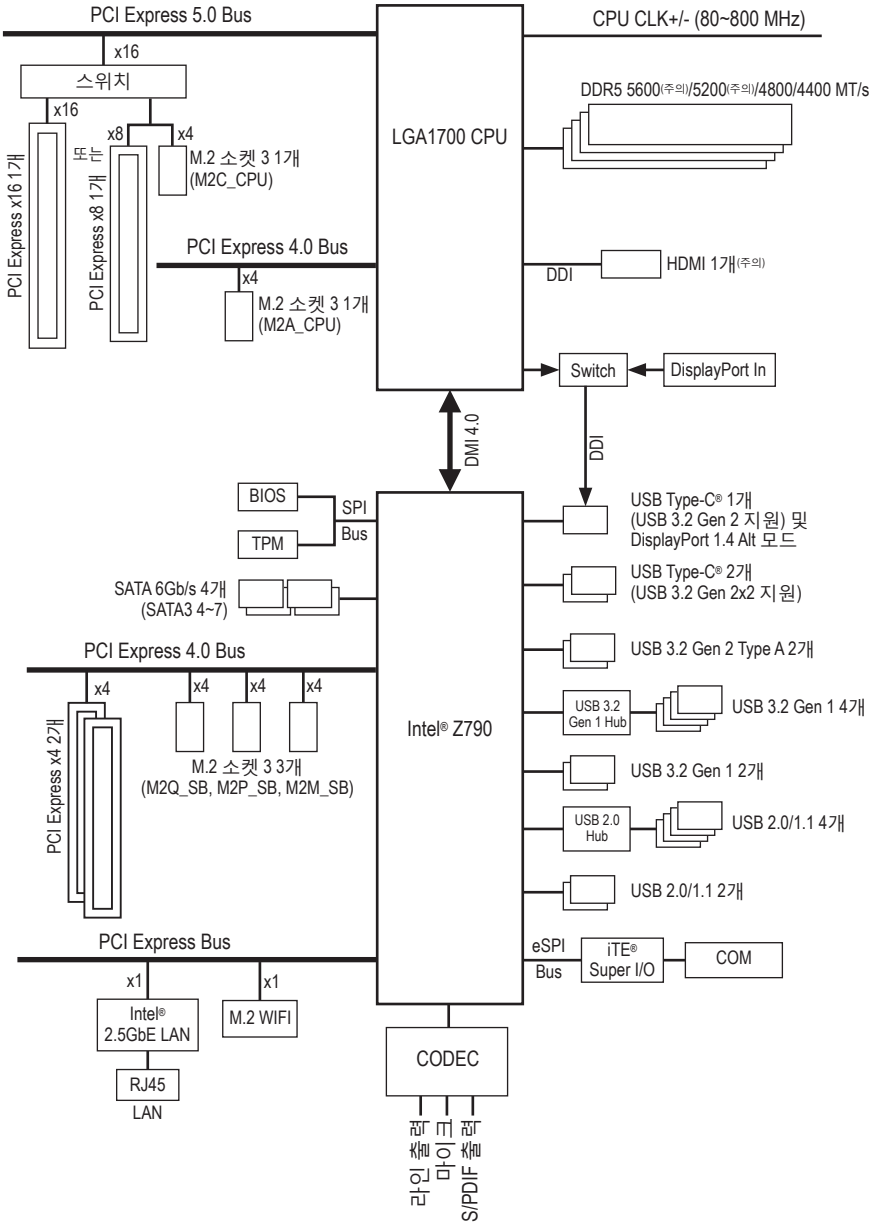 PCI Express 5.0 Bus
x16
스위치
x16
x8
x4
또는
PCI Express x16 1개
PCI Express x8 1개
M.2 소켓 3 1개
(M2C_CPU)
PCI Express 4.0 Bus
x4
M.2 소켓 3 1개
(M2A_CPU)
LGA1700 CPU
CPU CLK+/- (80~800 MHz)
DDR5 5600(주의)/5200(주의)/4800/4400 MT/s
DDI
HDMI 1개(주의)
Switch
DisplayPort In
DMI 4.0
DDI
BIOS
TPM
SPI
Bus
SATA 6Gb/s 4개
(SATA3 4~7)
PCI Express 4.0 Bus
x4
x4
x4
x4
PCI Express x4 2개
M.2 소켓 3 3개
(M2Q_SB, M2P_SB, M2M_SB)
PCI Express Bus
x1
x1
Intel®
2.5GbE LAN
M.2 WIFI
RJ45
LAN
Intel® Z790
USB Type-C® 1개
(USB 3.2 Gen 2 지원) 및
DisplayPort 1.4 Alt 모드
USB Type-C® 2개
(USB 3.2 Gen 2x2 지원)
USB 3.2 Gen 2 Type A 2개
USB 3.2
Gen 1 Hub
USB 3.2 Gen 1 4개
USB 3.2 Gen 1 2개
USB 2.0
Hub
USB 2.0/1.1 4개
USB 2.0/1.1 2개
eSPI
Bus
iTE®
Super I/O
COM
CODEC
라인 출력
마이크
S/PDIF 출력